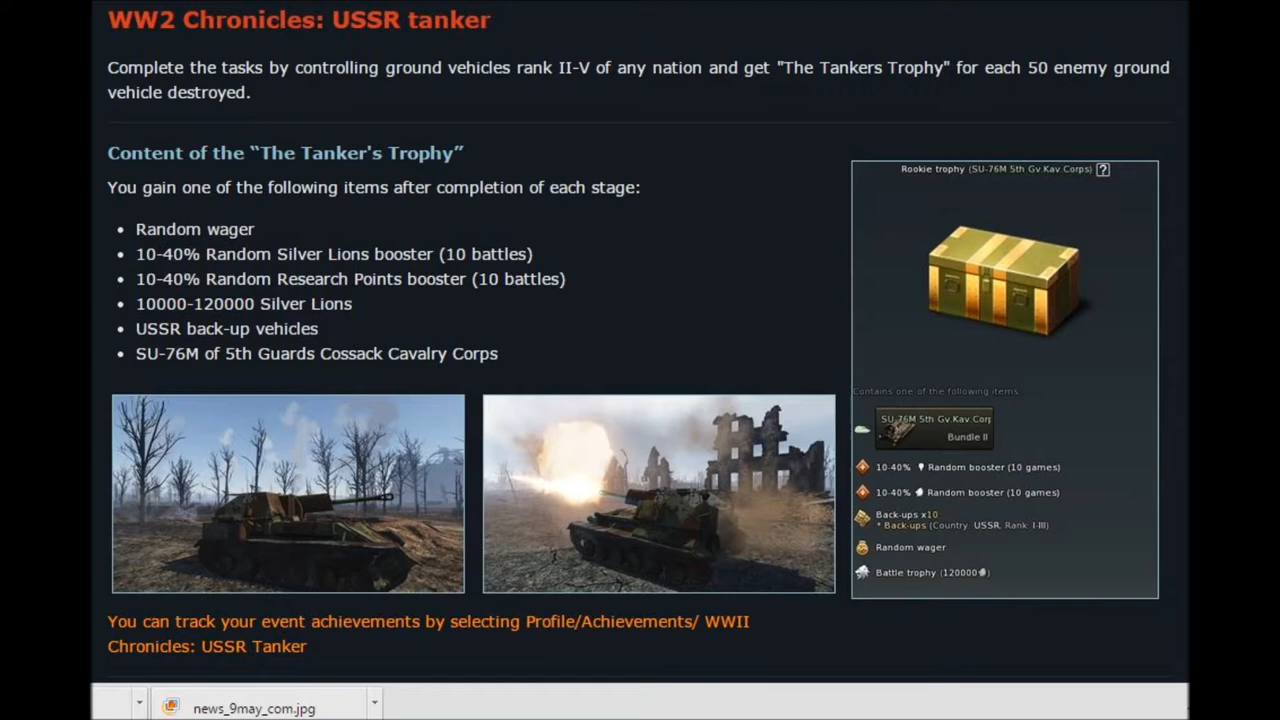 WW2 Chronicles: USSR tanker
Complete the tasks by controlling ground vehicles rank II-V of any nation and get "The Tankers Trophy" for each 50 enemy ground
vehicle destroyed.
Content of the “The Tanker's Trophy”
You gain one of the following items after completion of each stage:
• Random wager
• 10-40% Random Silver Lions booster (10 battles)
• 10-40% Random Research Points booster (10 battles)
• 10000-120000 Silver Lions
• USSR back-up vehicles
• SU-76M of 5th Guards Cossack Cavalry Corps
Rookie trophy (SU-76M 5th Gv Kav Corps) ?
Contains one of the following items
SU-76M 5th Gv Kav Corp
Bundle II
10-40% Random booster (10 games)
10-40% Random booster (10 games)
Back-ups x10
* Back-ups (Country: USSR, Rank: I-III)
Random wager
Battle trophy (120000)
You can track your event achievements by selecting Profile/Achievements/ WWII
Chronicles: USSR Tanker
news_9may_com.jpg